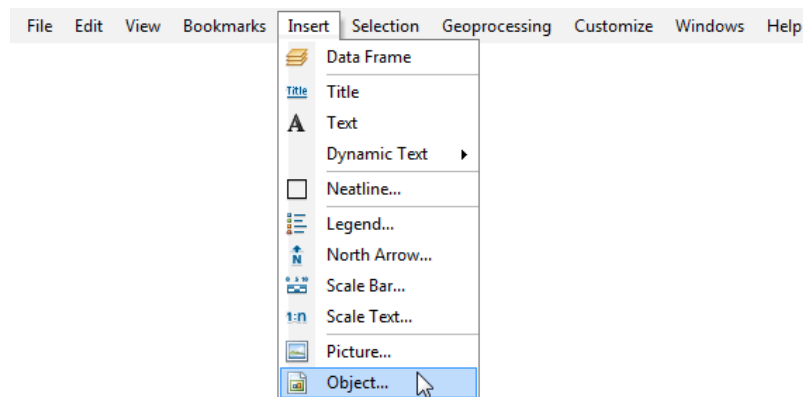 File Edit View Bookmarks Insert Selection Geoprocessing Customize Windows Help
Data Frame
Title Title
A Text
Dynamic Text
Neatline...
Legend...
N North Arrow...
Scale Bar...
1:n Scale Text...
Picture...
Object...